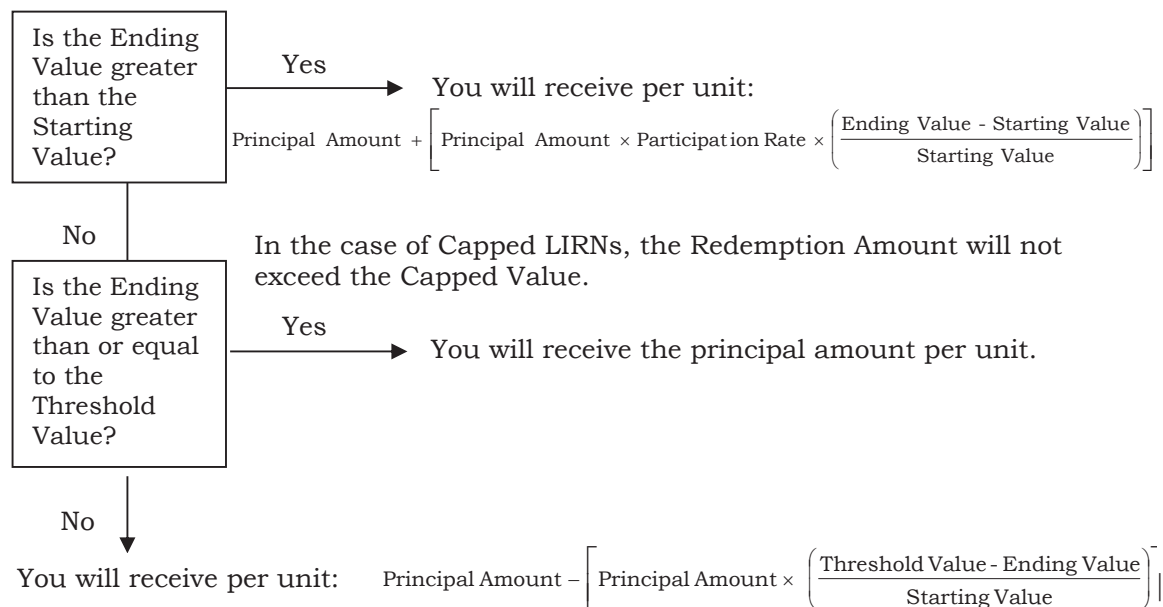 Is the Ending
Value greater
than the
Starting
Value?
Yes
You will receive per unit:
Principal Amount + [ Principal Amount × Participation Rate × ( Ending Value - Starting Value / Starting Value ) ]
No
In the case of Capped LIRNs, the Redemption Amount will not
exceed the Capped Value.
Is the Ending
Value greater
than or equal
to the
Threshold
Value?
Yes
You will receive the principal amount per unit.
No
You will receive per unit:
Principal Amount – [ Principal Amount × ( Threshold Value - Ending Value / Starting Value ) ]